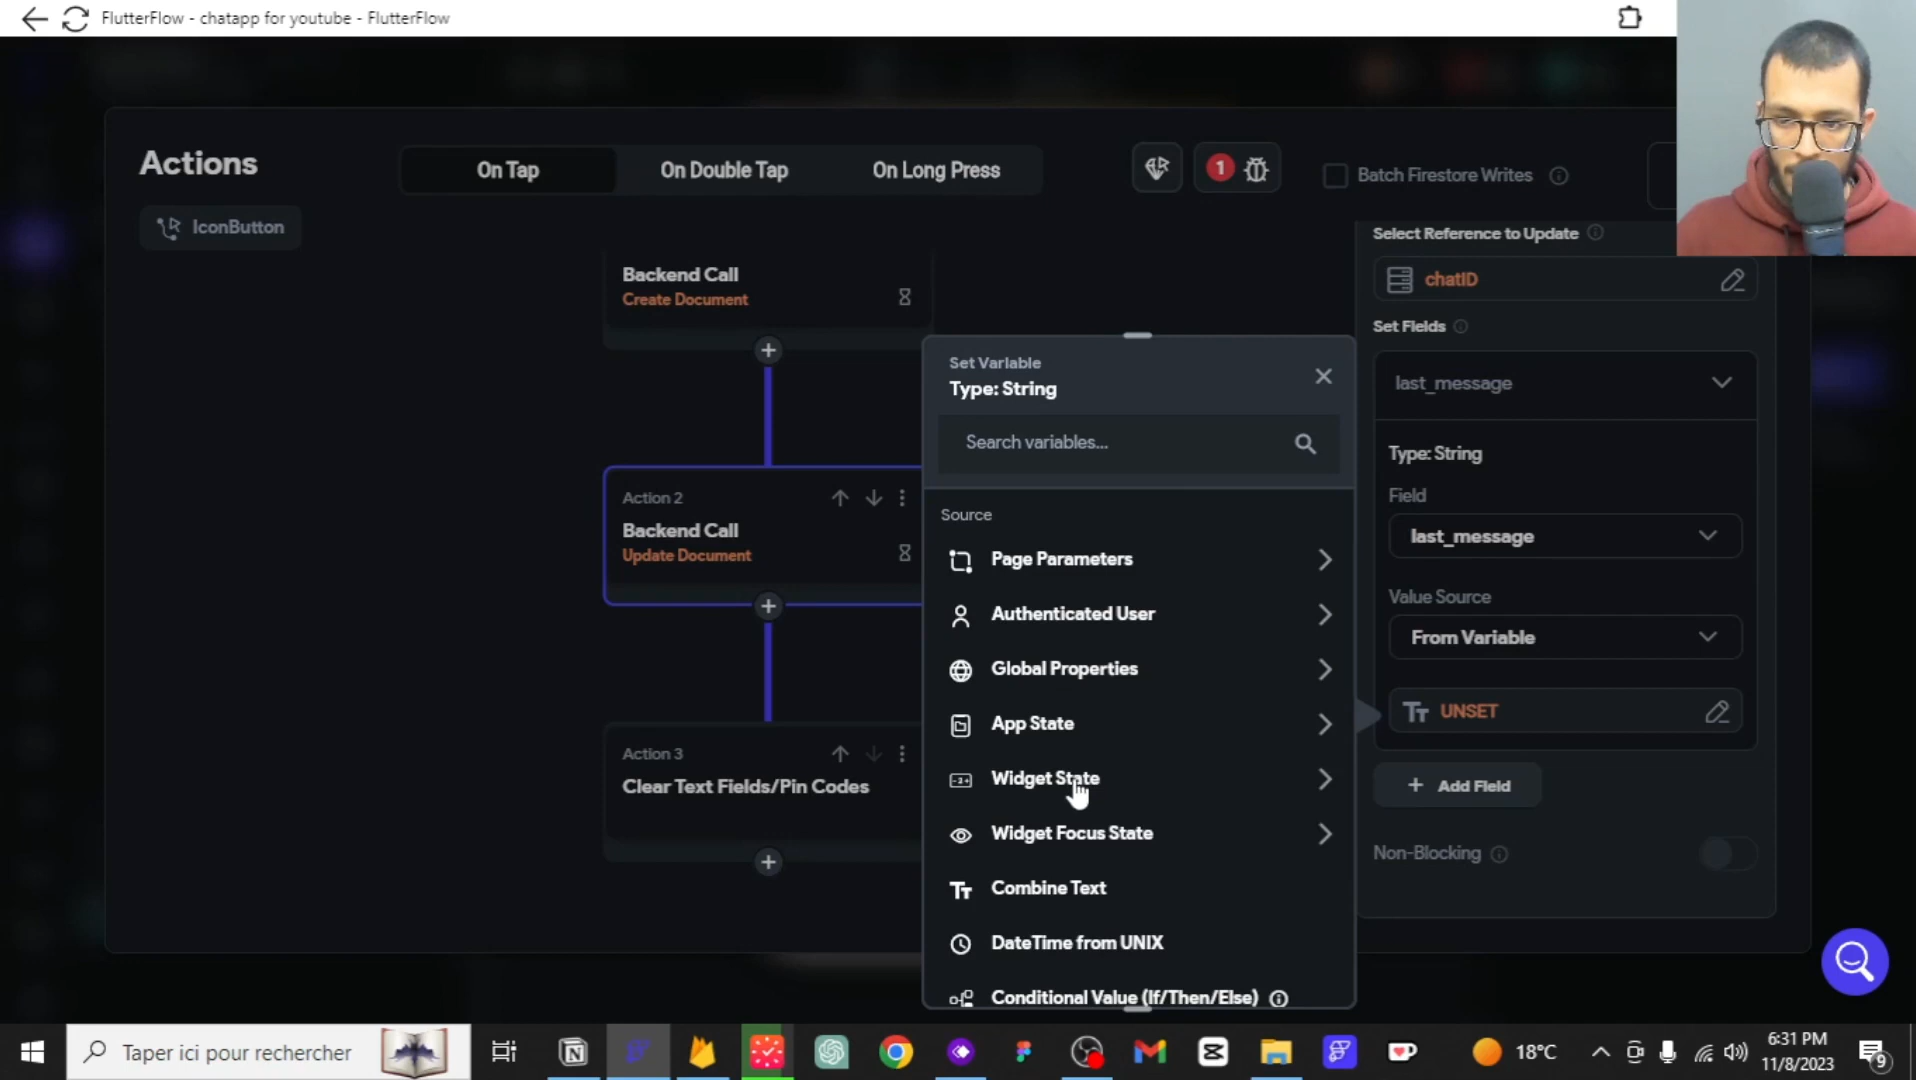 FlutterFlow - chatapp for youtube - FlutterFlow
Actions
On Tap
On Double Tap
On Long Press
1
Batch Firestore Writes
IconButton
Backend Call
Create Document
Action 2
Backend Call
Update Document
Action 3
Clear Text Fields/Pin Codes
Set Variable
Type: String
Search variables...
Source
Page Parameters
Authenticated User
Global Properties
App State
Widget State
Widget Focus State
Combine Text
DateTime from UNIX
Conditional Value (If/Then/Else)
Select Reference to Update
chatID
Set Fields
last_message
Type: String
Field
last_message
Value Source
From Variable
UNSET
+ Add Field
Non-Blocking
Taper ici pour rechercher
18°C
6:31 PM
11/8/2023
9